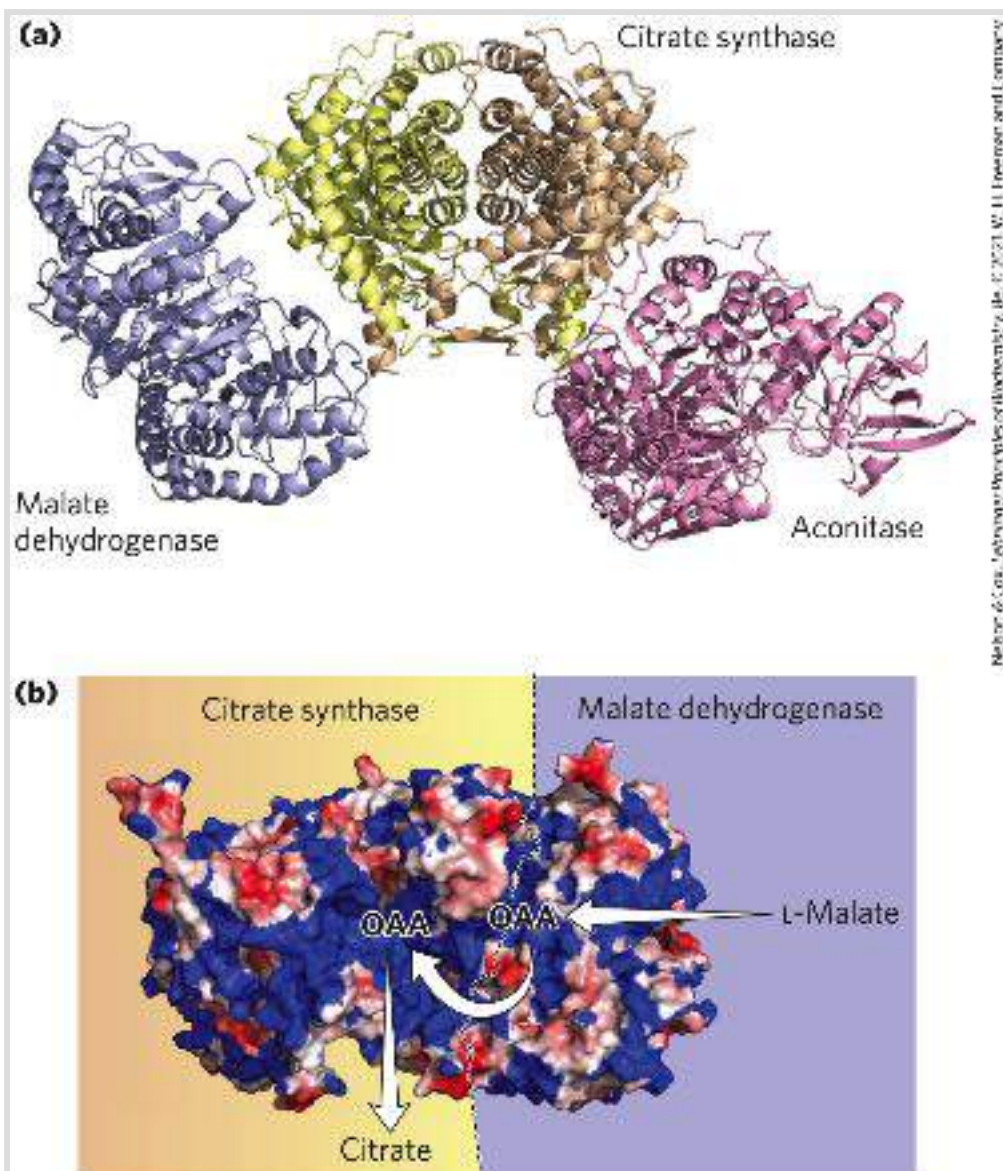 (a)
Citrate synthase
Malate
dehydrogenase
Aconitase
(b)
Citrate synthase
Malate dehydrogenase
OAA
OAA
L-Malate
Citrate